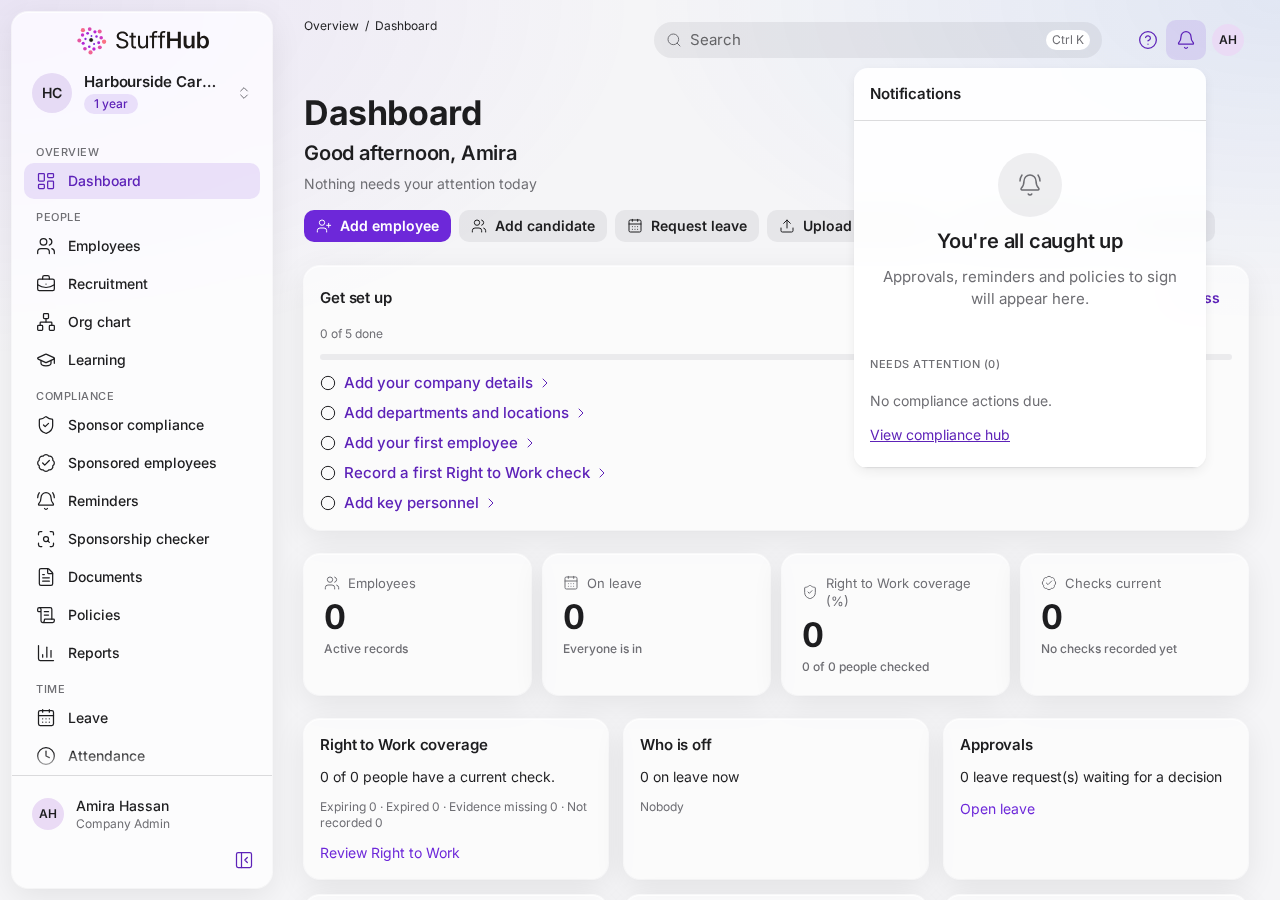 StuffHub
HC
Harbourside Car...
1 year
OVERVIEW
Dashboard
PEOPLE
Employees
Recruitment
Org chart
Learning
COMPLIANCE
Sponsor compliance
Sponsored employees
Reminders
Sponsorship checker
Documents
Policies
Reports
TIME
Leave
Attendance
AH
Amira Hassan
Company Admin
Overview / Dashboard
Search
Ctrl K
AH
Dashboard
Good afternoon, Amira
Nothing needs your attention today
Add employee
Add candidate
Request leave
Upload
Notifications
You're all caught up
Approvals, reminders and policies to sign
will appear here.
NEEDS ATTENTION (0)
No compliance actions due.
View compliance hub
Get set up
0 of 5 done
Add your company details
Add departments and locations
Add your first employee
Record a first Right to Work check
Add key personnel
Employees
0
Active records
On leave
0
Everyone is in
Right to Work coverage
(%)
0
0 of 0 people checked
Checks current
0
No checks recorded yet
Right to Work coverage
0 of 0 people have a current check.
Expiring 0 · Expired 0 · Evidence missing 0 · Not
recorded 0
Review Right to Work
Who is off
0 on leave now
Nobody
Approvals
0 leave request(s) waiting for a decision
Open leave